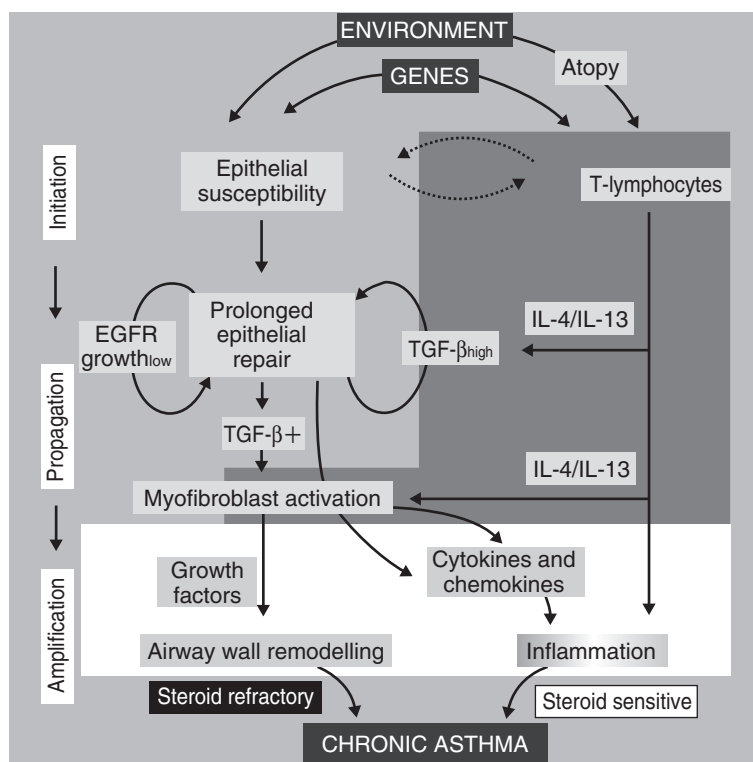 ENVIRONMENT
Atopy
GENES
Initiation
Epithelial
susceptibility
T-lymphocytes
EGFR
growthlow
Prolonged
epithelial
repair
TGF-βhigh
IL-4/IL-13
Propagation
TGF-β+
IL-4/IL-13
Myofibroblast activation
Amplification
Growth
factors
Cytokines and
chemokines
Airway wall remodelling
Inflammation
Steroid refractory
Steroid sensitive
CHRONIC ASTHMA